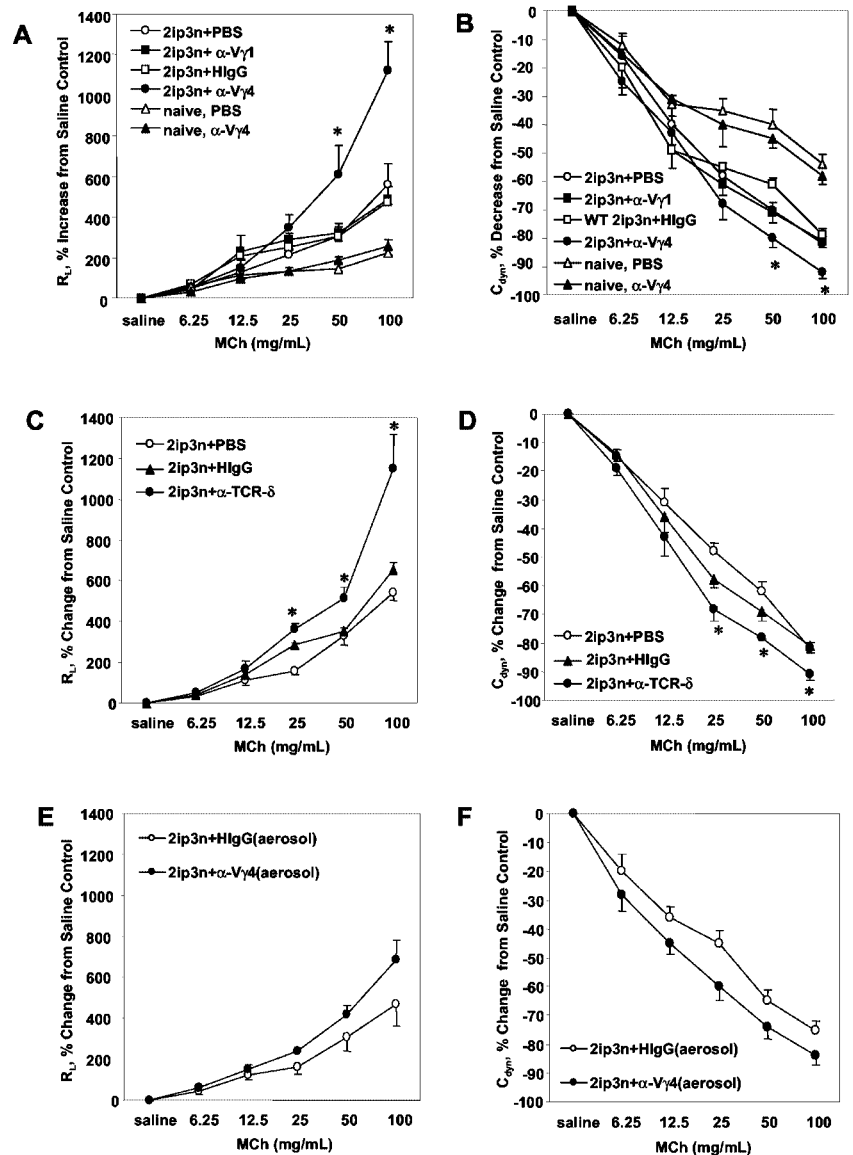 A
R_L, % Increase from Saline Control
1400
1200
1000
800
600
400
200
0
2ip3n+PBS
2ip3n+ α-Vγ1
2ip3n+HIgG
2ip3n+ α-Vγ4
naive, PBS
naive, α-Vγ4
*
*
saline 6.25 12.5 25 50 100
MCh (mg/mL)
B
C_dyn, % Decrease from Saline Control
0
-10
-20
-30
-40
-50
-60
-70
-80
-90
-100
2ip3n+PBS
2ip3n+α-Vγ1
WT 2ip3n+HIgG
2ip3n+α-Vγ4
naive, PBS
naive, α-Vγ4
*
*
saline 6.25 12.5 25 50 100
MCh (mg/mL)
C
R_L, % Change from Saline Control
1400
1200
1000
800
600
400
200
0
2ip3n+PBS
2ip3n+HIgG
2ip3n+α-TCR-δ
*
*
*
saline 6.25 12.5 25 50 100
MCh (mg/mL)
D
C_dyn, % Change from Saline Control
0
-10
-20
-30
-40
-50
-60
-70
-80
-90
-100
2ip3n+PBS
2ip3n+HIgG
2ip3n+α-TCR-δ
*
*
*
saline 6.25 12.5 25 50 100
MCh (mg/mL)
E
R_L, % Change from Saline Control
1400
1200
1000
800
600
400
200
0
2ip3n+HIgG(aerosol)
2ip3n+α-Vγ4(aerosol)
saline 6.25 12.5 25 50 100
MCh (mg/mL)
F
C_dyn, % Change from Saline Control
0
-10
-20
-30
-40
-50
-60
-70
-80
-90
-100
2ip3n+HIgG(aerosol)
2ip3n+α-Vγ4(aerosol)
saline 6.25 12.5 25 50 100
MCh (mg/mL)